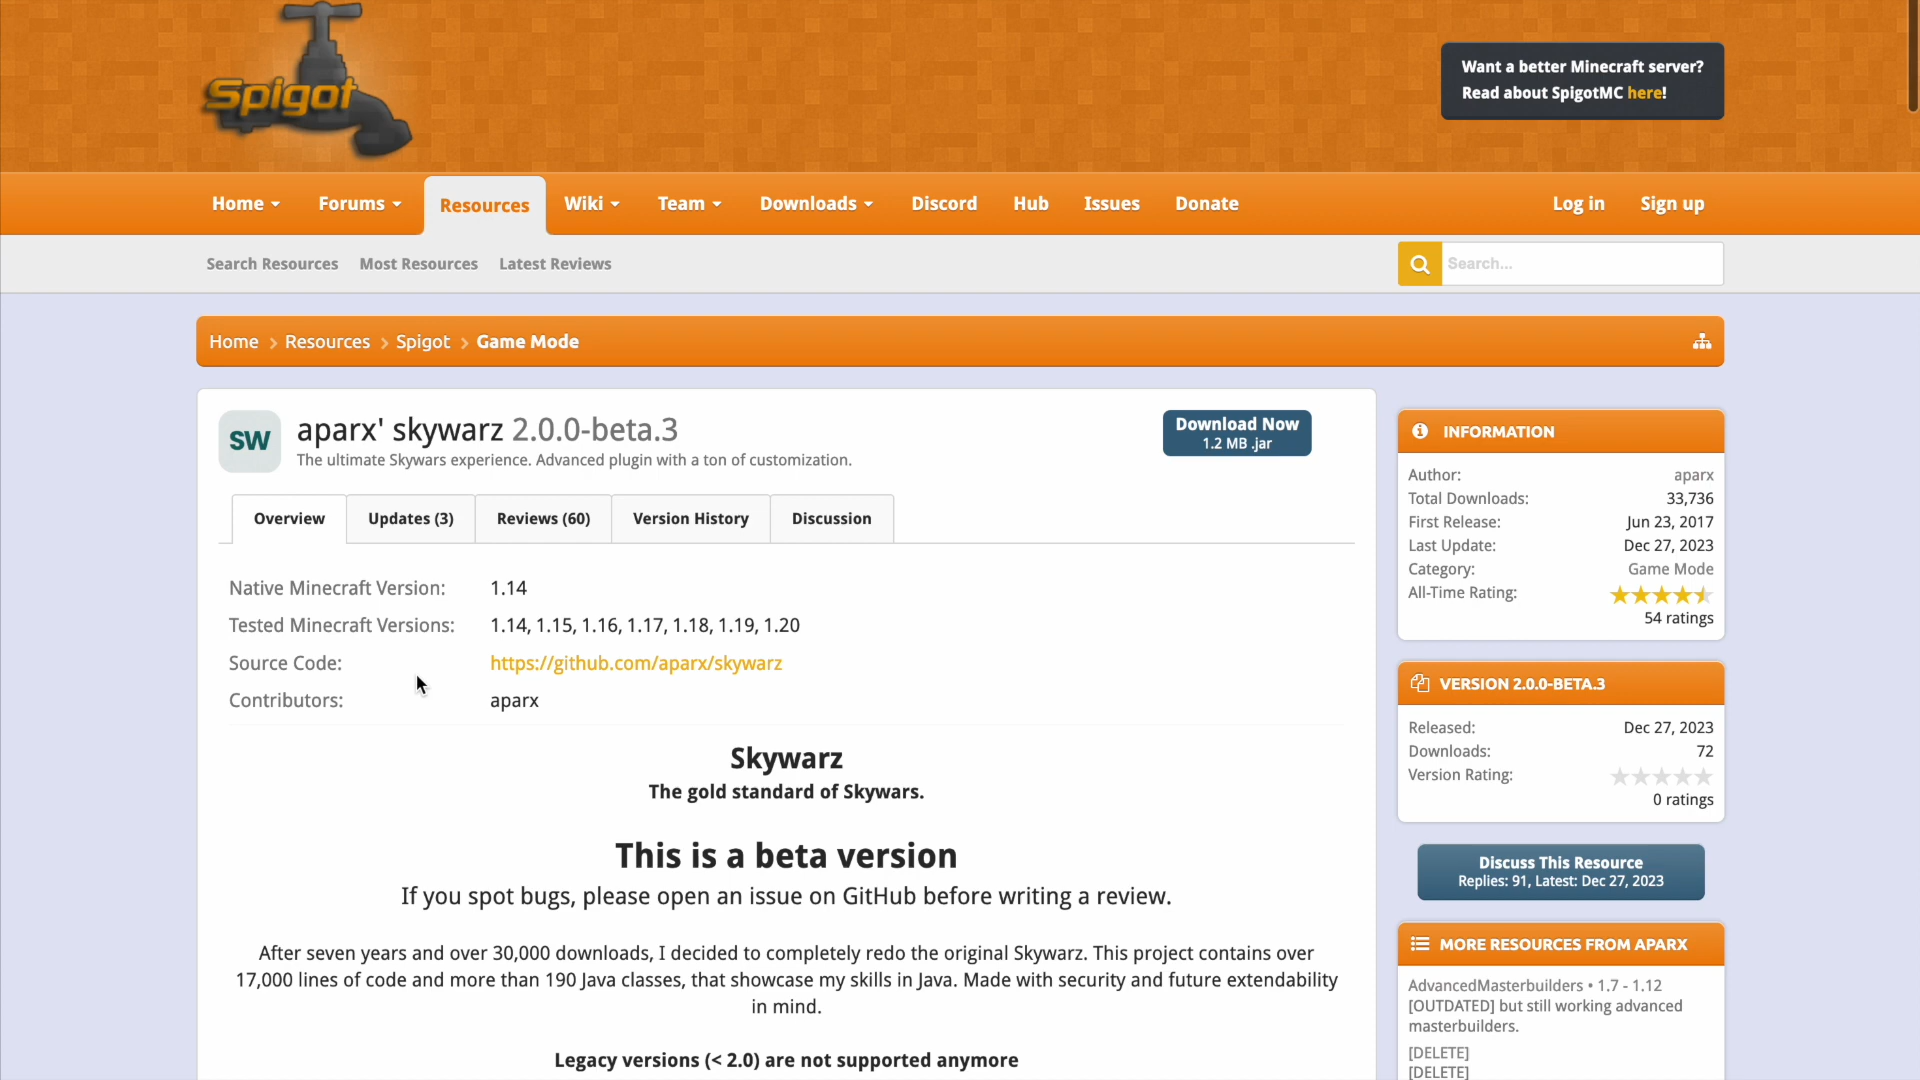 Spigot
Want a better Minecraft server?
Read about SpigotMC here!
Home Forums Resources Wiki Team Downloads Discord Hub Issues Donate Log in Sign up
Search Resources Most Resources Latest Reviews Search...
Home Resources Spigot Game Mode
SW
aparx' skywarz 2.0.0-beta.3
The ultimate Skywars experience. Advanced plugin with a ton of customization.
Download Now
1.2 MB .jar
Overview Updates (3) Reviews (60) Version History Discussion
Native Minecraft Version: 1.14
Tested Minecraft Versions: 1.14, 1.15, 1.16, 1.17, 1.18, 1.19, 1.20
Source Code: https://github.com/aparx/skywarz
Contributors: aparx
Skywarz
The gold standard of Skywars.
This is a beta version
If you spot bugs, please open an issue on GitHub before writing a review.
After seven years and over 30,000 downloads, I decided to completely redo the original Skywarz. This project contains over
17,000 lines of code and more than 190 Java classes, that showcase my skills in Java. Made with security and future extendability
in mind.
Legacy versions (< 2.0) are not supported anymore
INFORMATION
Author: aparx
Total Downloads: 33,736
First Release: Jun 23, 2017
Last Update: Dec 27, 2023
Category: Game Mode
All-Time Rating:
54 ratings
VERSION 2.0.0-BETA.3
Released: Dec 27, 2023
Downloads: 72
Version Rating:
0 ratings
Discuss This Resource
Replies: 91, Latest: Dec 27, 2023
MORE RESOURCES FROM APARX
AdvancedMasterbuilders • 1.7 - 1.12
[OUTDATED] but still working advanced
masterbuilders.
[DELETE]
[DELETE]